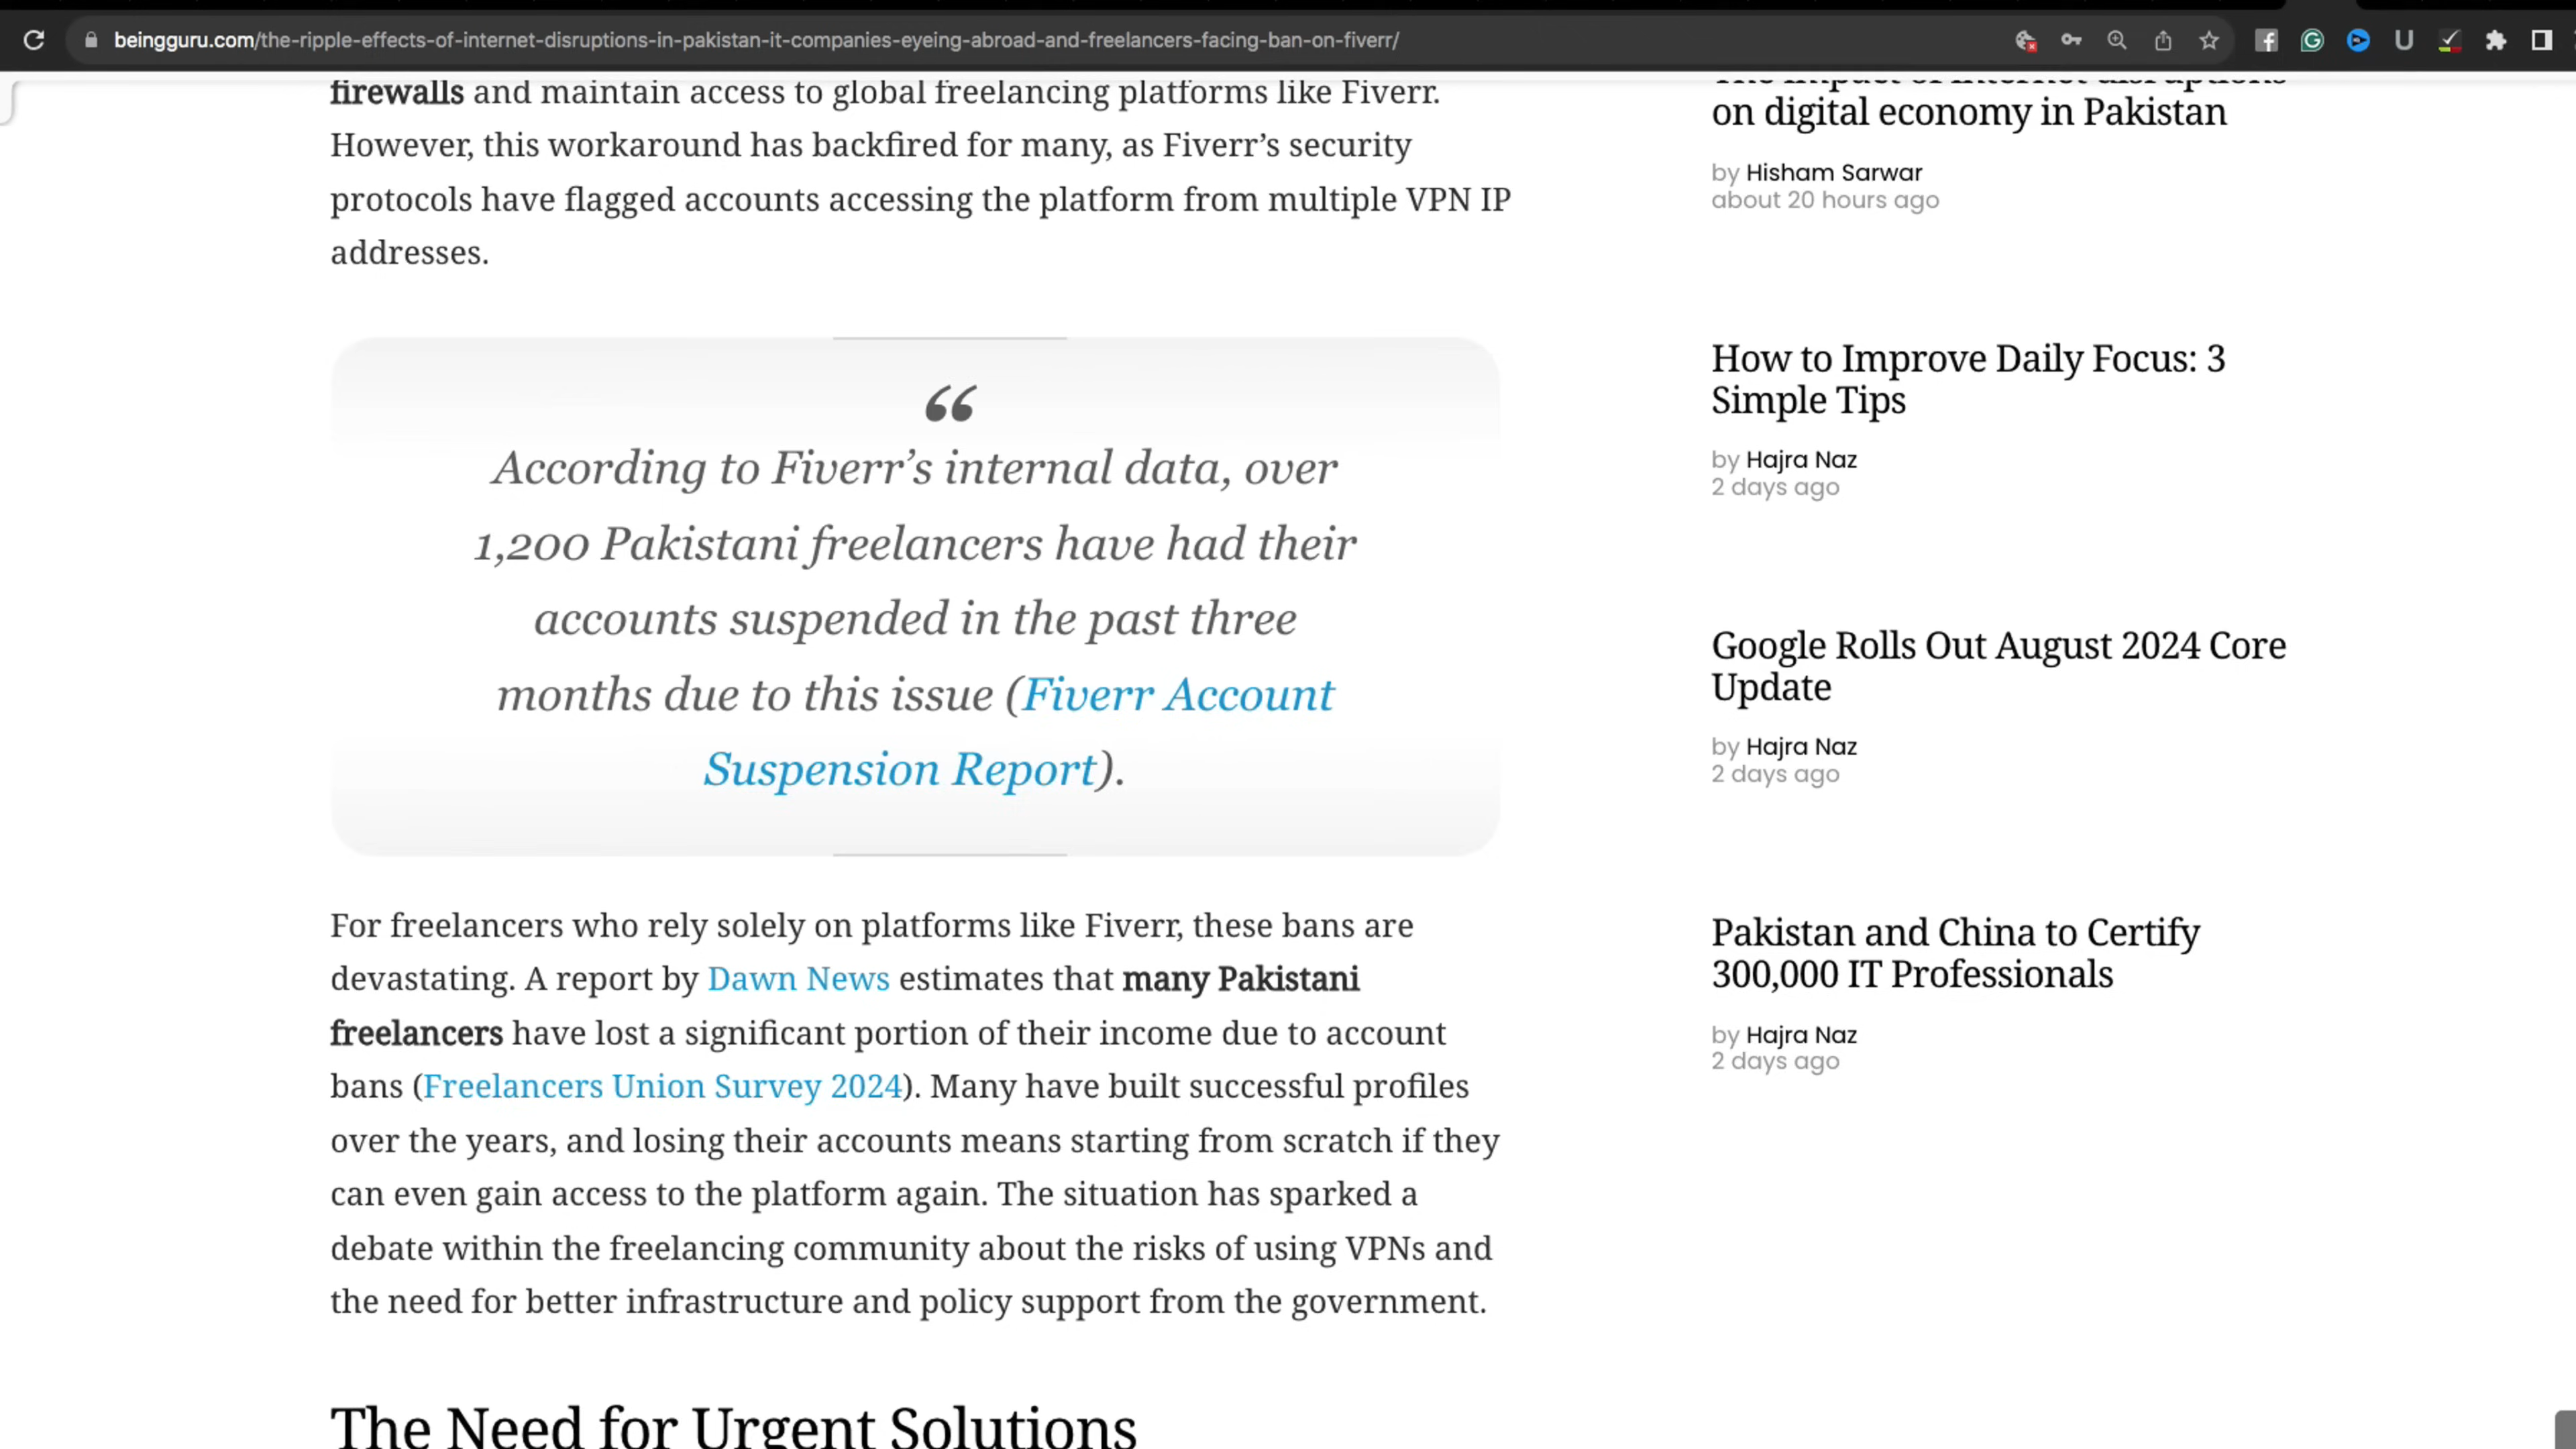 beingguru.com/the-ripple-effects-of-internet-disruptions-in-pakistan-it-companies-eyeing-abroad-and-freelancers-facing-ban-on-fiverr/
firewalls and maintain access to global freelancing platforms like Fiverr.
However, this workaround has backfired for many, as Fiverr’s security
protocols have flagged accounts accessing the platform from multiple VPN IP
addresses.
“
According to Fiverr’s internal data, over
1,200 Pakistani freelancers have had their
accounts suspended in the past three
months due to this issue (Fiverr Account
Suspension Report).
For freelancers who rely solely on platforms like Fiverr, these bans are
devastating. A report by Dawn News estimates that many Pakistani
freelancers have lost a significant portion of their income due to account
bans (Freelancers Union Survey 2024). Many have built successful profiles
over the years, and losing their accounts means starting from scratch if they
can even gain access to the platform again. The situation has sparked a
debate within the freelancing community about the risks of using VPNs and
the need for better infrastructure and policy support from the government.
The Need for Urgent Solutions
The Impact of Internet disruptions
on digital economy in Pakistan
by Hisham Sarwar
about 20 hours ago
How to Improve Daily Focus: 3
Simple Tips
by Hajra Naz
2 days ago
Google Rolls Out August 2024 Core
Update
by Hajra Naz
2 days ago
Pakistan and China to Certify
300,000 IT Professionals
by Hajra Naz
2 days ago